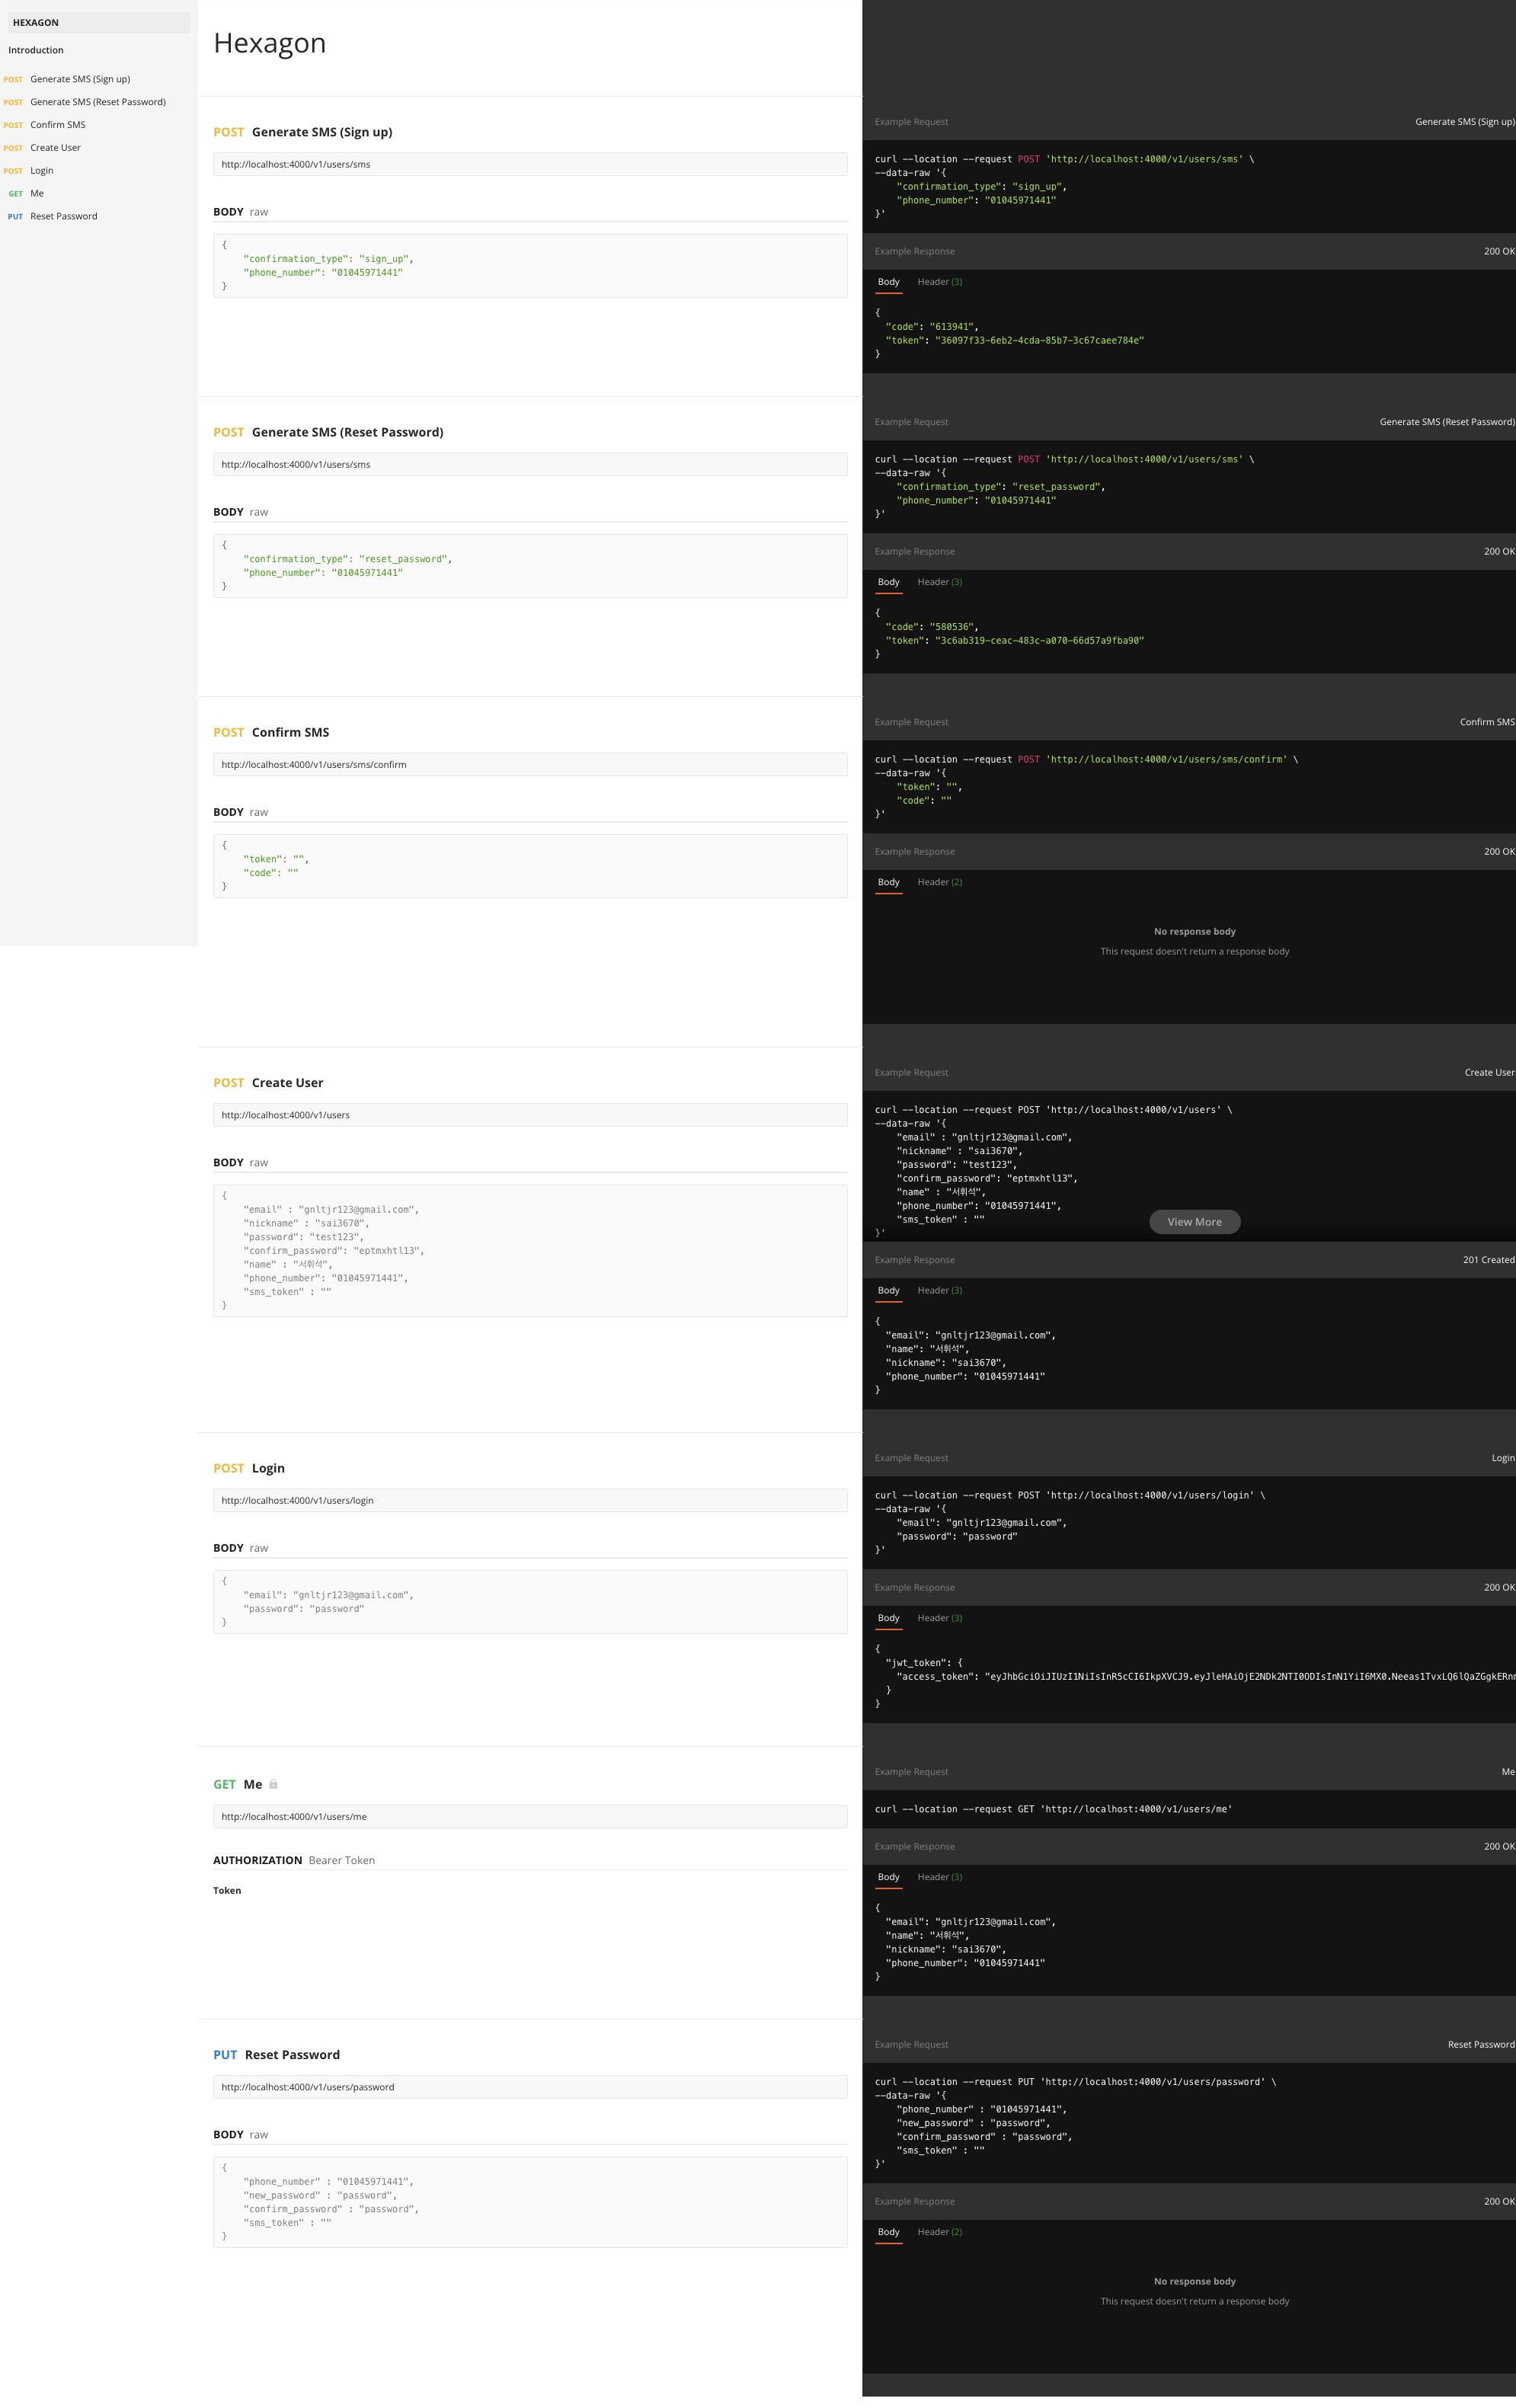 HEXAGON
Introduction
POST Generate SMS (Sign up)
POST Generate SMS (Reset Password)
POST Confirm SMS
POST Create User
POST Login
GET Me
PUT Reset Password
Hexagon
POST Generate SMS (Sign up)
http://localhost:4000/v1/users/sms
BODY raw
{
"confirmation_type": "sign_up",
"phone_number": "01045971441"
}
Example Request
Generate SMS (Sign up)
curl --location --request POST 'http://localhost:4000/v1/users/sms' \
--data-raw '{
"confirmation_type": "sign_up",
"phone_number": "01045971441"
}'
Example Response
200 OK
Body Header (3)
{
"code": "613941",
"token": "36097f33-6eb2-4cda-85b7-3c67caee784e"
}
POST Generate SMS (Reset Password)
http://localhost:4000/v1/users/sms
BODY raw
{
"confirmation_type": "reset_password",
"phone_number": "01045971441"
}
Example Request
Generate SMS (Reset Password)
curl --location --request POST 'http://localhost:4000/v1/users/sms' \
--data-raw '{
"confirmation_type": "reset_password",
"phone_number": "01045971441"
}'
Example Response
200 OK
Body Header (3)
{
"code": "580536",
"token": "3c6ab319-ceac-483c-a070-66d57a9fba90"
}
POST Confirm SMS
http://localhost:4000/v1/users/sms/confirm
BODY raw
{
"token": "",
"code": ""
}
Example Request
Confirm SMS
curl --location --request POST 'http://localhost:4000/v1/users/sms/confirm' \
--data-raw '{
"token": "",
"code": ""
}'
Example Response
200 OK
Body Header (2)
No response body
This request doesn't return a response body
POST Create User
http://localhost:4000/v1/users
BODY raw
{
"email" : "gnltjr123@gmail.com",
"nickname" : "sai3670",
"password": "test123",
"confirm_password": "eptmxhtl13",
"name" : "서휘석",
"phone_number": "01045971441",
"sms_token" : ""
}
Example Request
Create User
curl --location --request POST 'http://localhost:4000/v1/users' \
--data-raw '{
"email" : "gnltjr123@gmail.com",
"nickname" : "sai3670",
"password": "test123",
"confirm_password": "eptmxhtl13",
"name" : "서휘석",
"phone_number": "01045971441",
"sms_token" : ""
}'
View More
Example Response
201 Created
Body Header (3)
{
"email": "gnltjr123@gmail.com",
"name": "서휘석",
"nickname": "sai3670",
"phone_number": "01045971441"
}
POST Login
http://localhost:4000/v1/users/login
BODY raw
{
"email": "gnltjr123@gmail.com",
"password": "password"
}
Example Request
Login
curl --location --request POST 'http://localhost:4000/v1/users/login' \
--data-raw '{
"email": "gnltjr123@gmail.com",
"password": "password"
}'
Example Response
200 OK
Body Header (3)
{
"jwt_token": {
"access_token": "eyJhbGciOiJIUzI1NiIsInR5cCI6IkpXVCJ9.eyJleHAiOjE2NDk2NTI0ODIsInN1YiI6MX0.Neeas1TvxLQ6lQaZGgkERn
}
}
GET Me
http://localhost:4000/v1/users/me
AUTHORIZATION Bearer Token
Token
Example Request
Me
curl --location --request GET 'http://localhost:4000/v1/users/me'
Example Response
200 OK
Body Header (3)
{
"email": "gnltjr123@gmail.com",
"name": "서휘석",
"nickname": "sai3670",
"phone_number": "01045971441"
}
PUT Reset Password
http://localhost:4000/v1/users/password
BODY raw
{
"phone_number" : "01045971441",
"new_password" : "password",
"confirm_password" : "password",
"sms_token" : ""
}
Example Request
Reset Password
curl --location --request PUT 'http://localhost:4000/v1/users/password' \
--data-raw '{
"phone_number" : "01045971441",
"new_password" : "password",
"confirm_password" : "password",
"sms_token" : ""
}'
Example Response
200 OK
Body Header (2)
No response body
This request doesn't return a response body